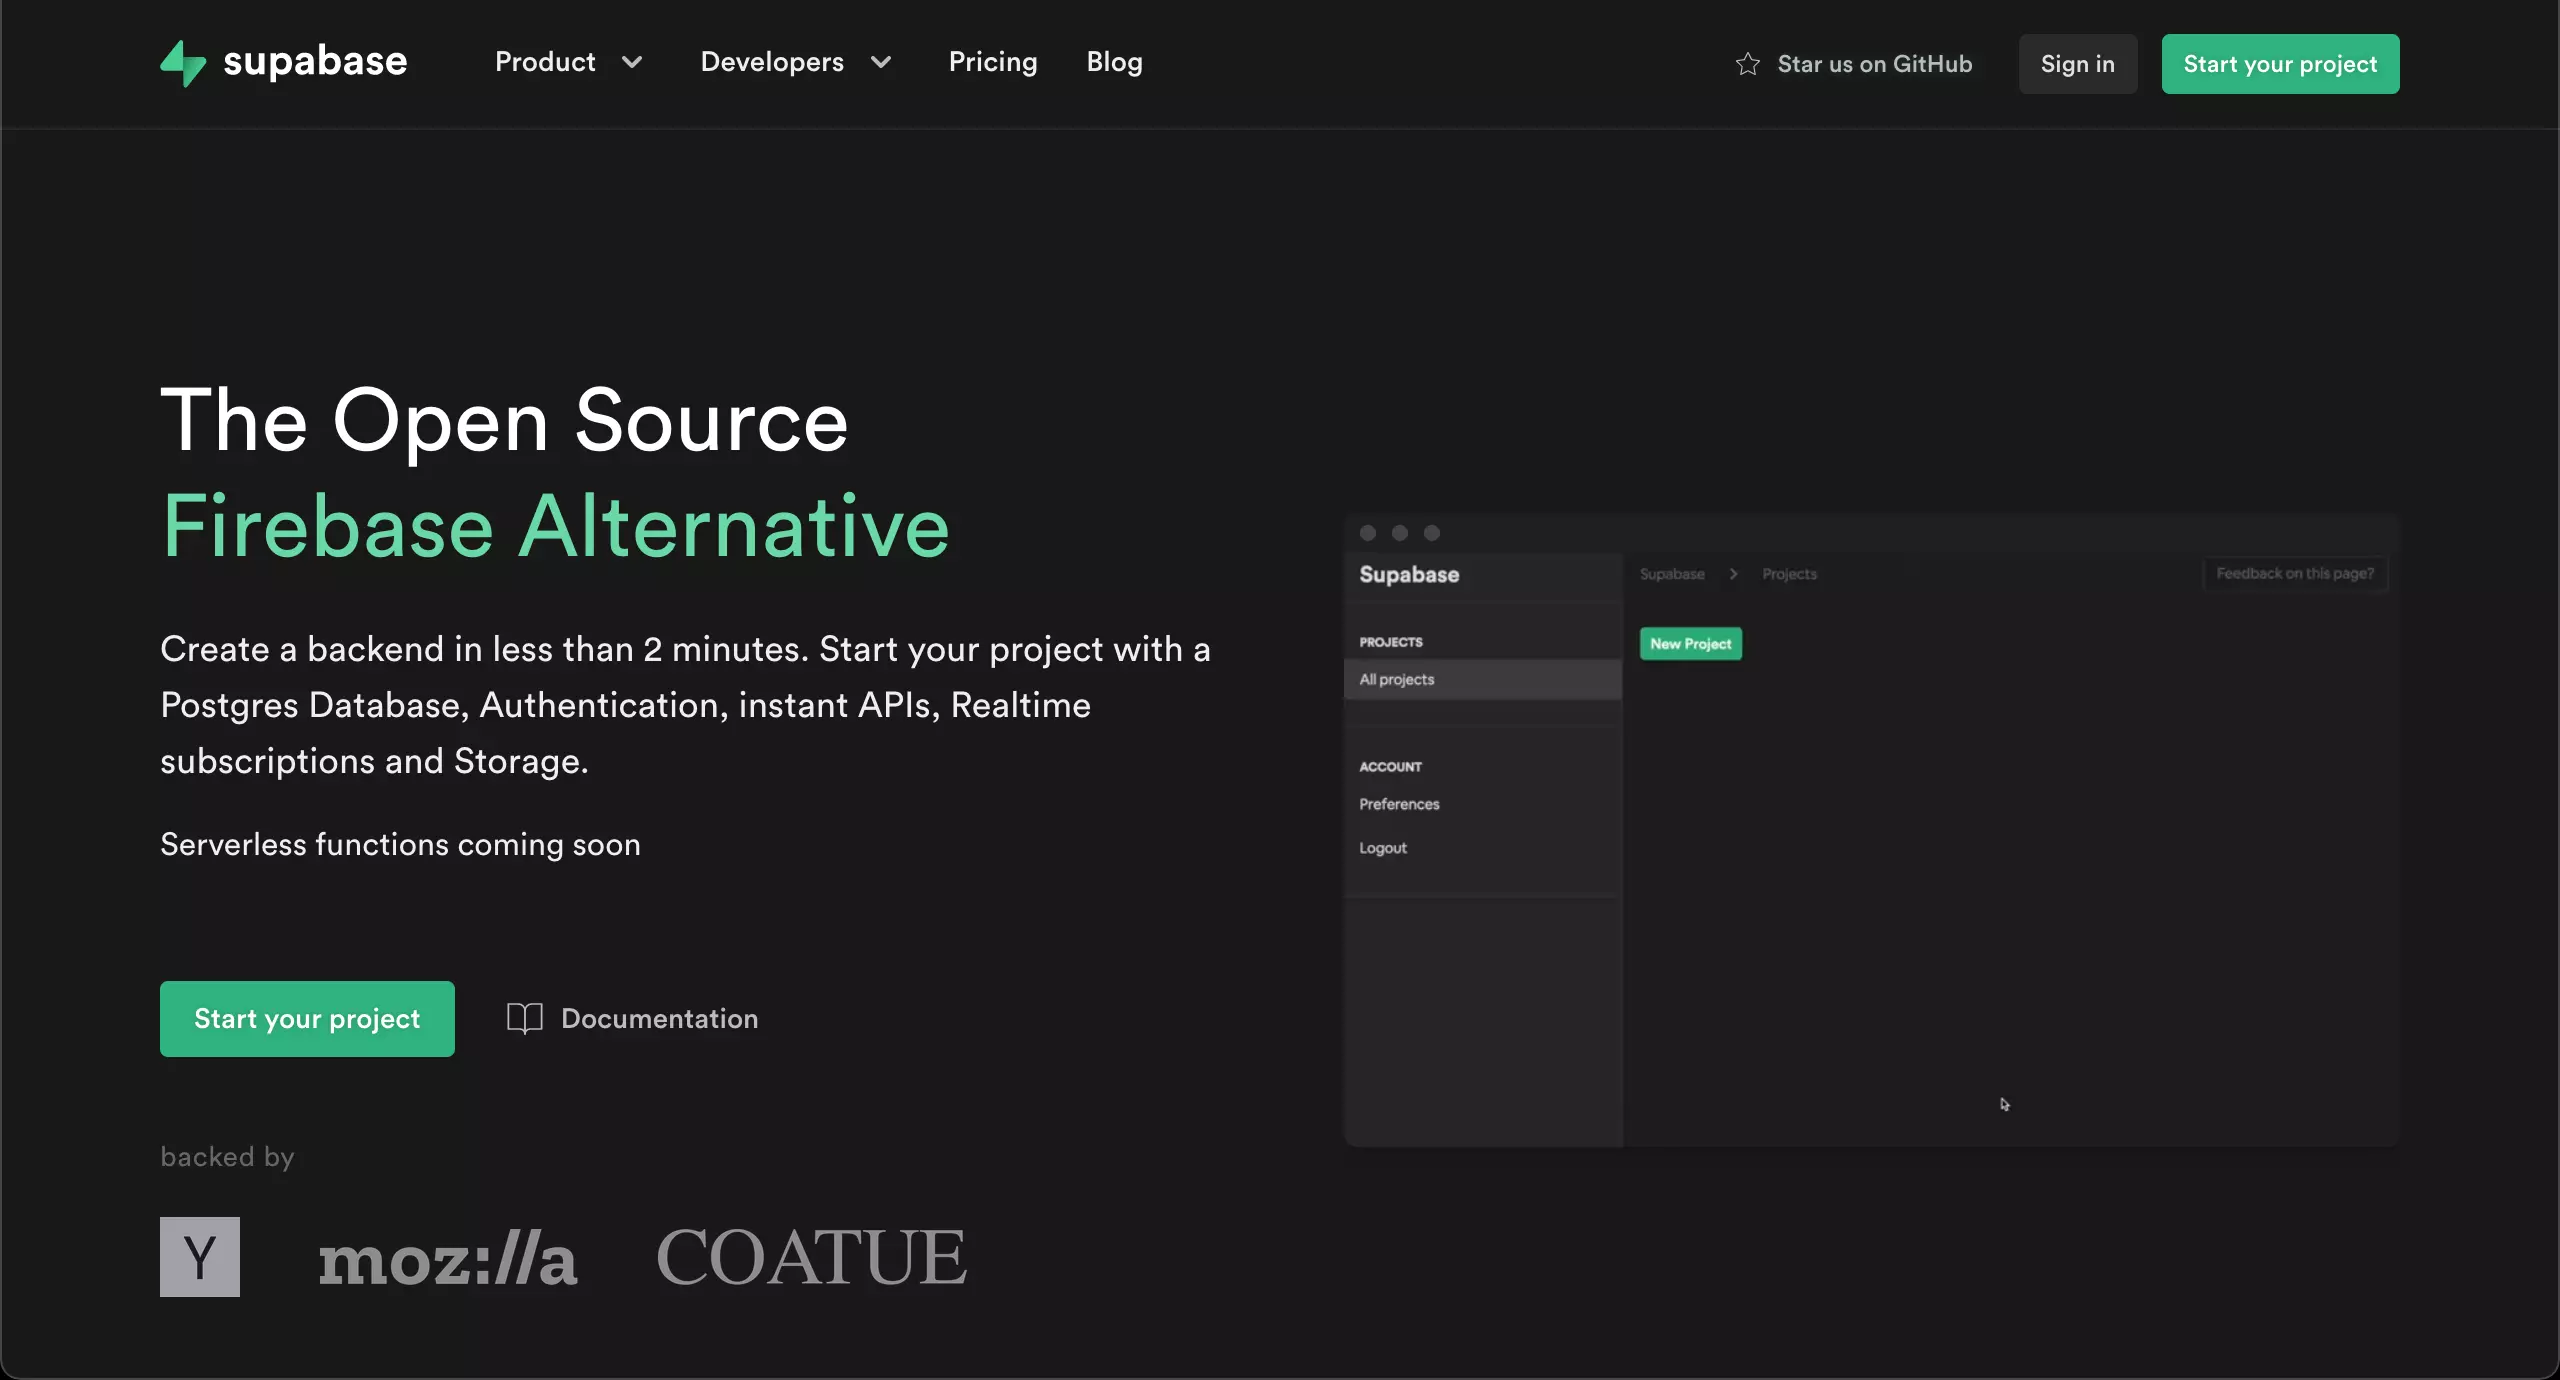 supabase
Product
Developers
Pricing
Blog
Star us on GitHub
Sign in
Start your project
The Open Source
Firebase Alternative
Create a backend in less than 2 minutes. Start your project with a
Postgres Database, Authentication, instant APIs, Realtime
subscriptions and Storage.
Serverless functions coming soon
Start your project
Documentation
backed by
Y
moz://a
COATUE
Supabase
Supabase > Projects
Feedback on this page?
PROJECTS
New Project
All projects
ACCOUNT
Preferences
Logout